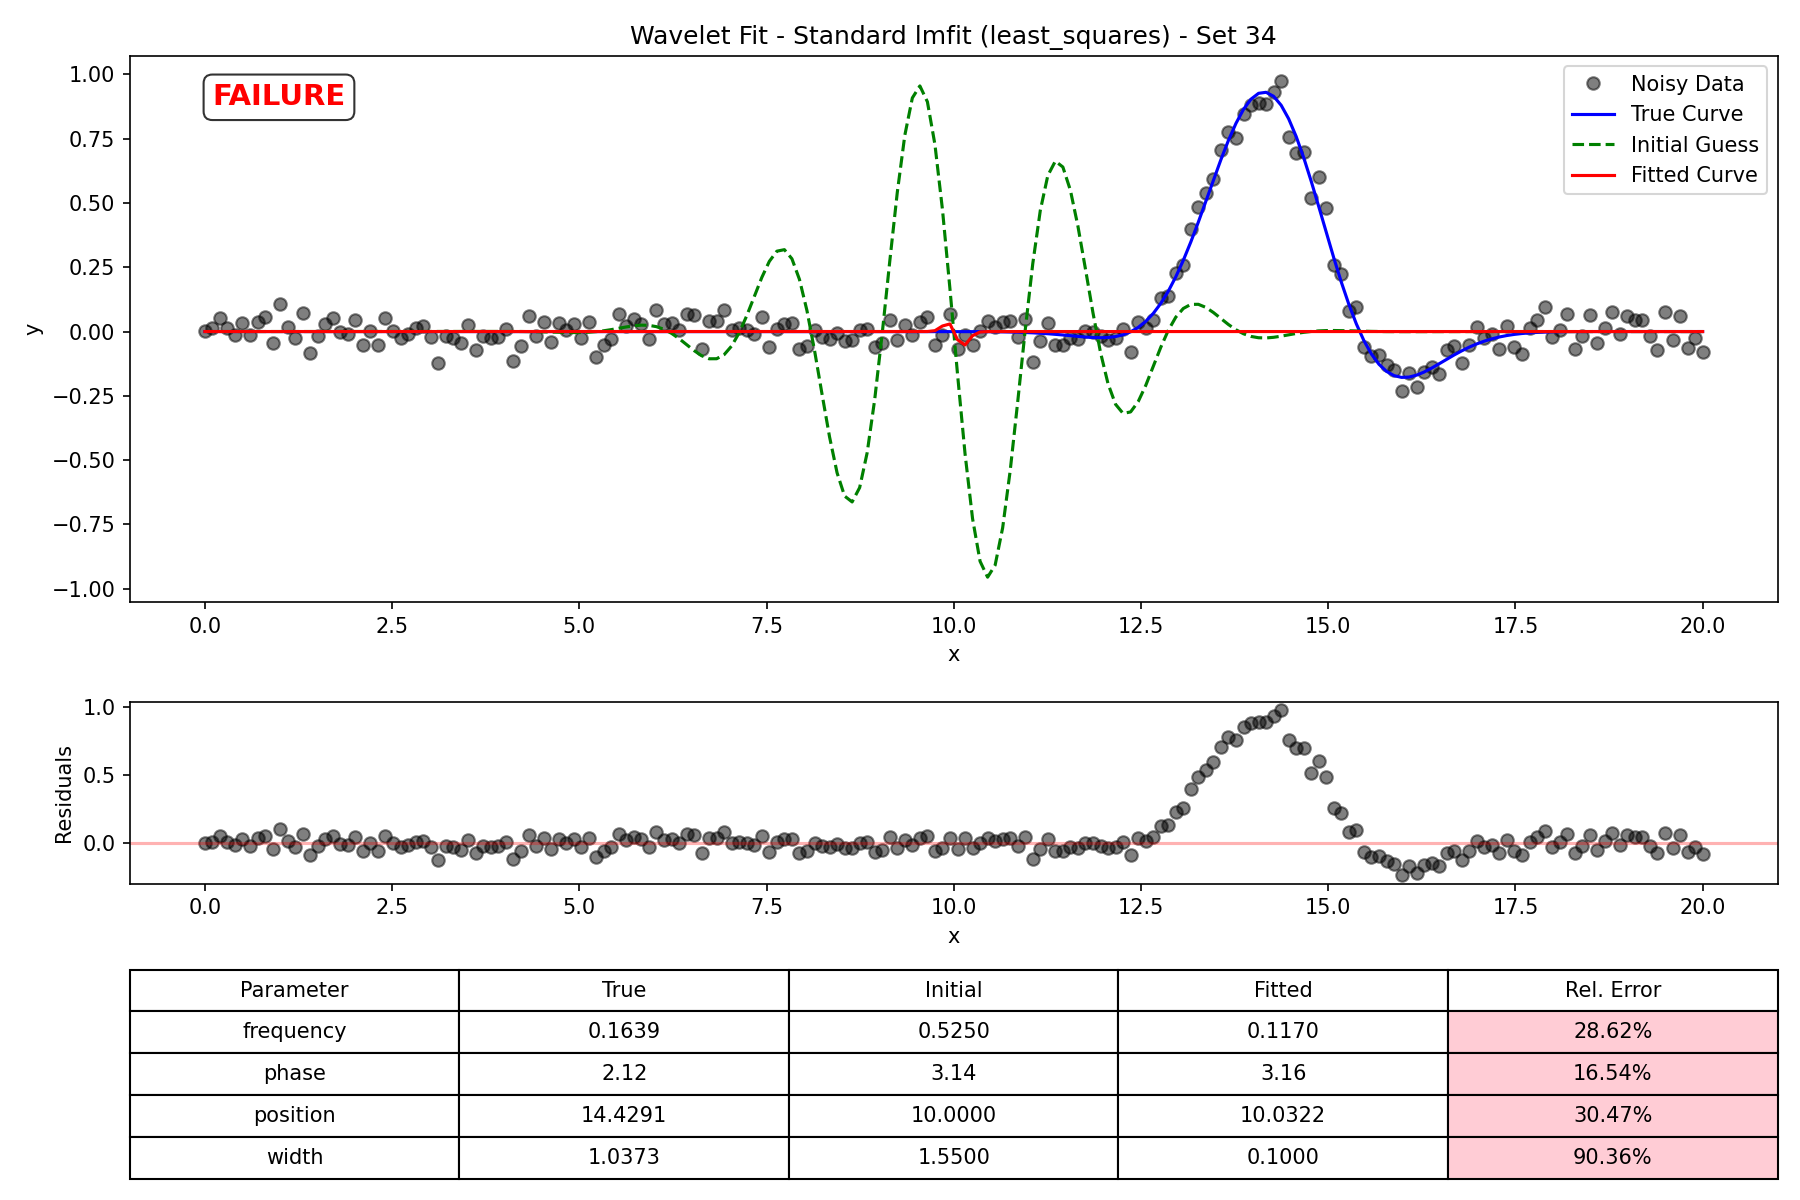 Wavelet Fit - Standard lmfit (least_squares) - Set 34
FAILURE
Noisy Data
True Curve
Initial Guess
Fitted Curve
1.00
0.75
0.50
0.25
0.00
−0.25
−0.50
−0.75
−1.00
y
0.0 2.5 5.0 7.5 10.0 12.5 15.0 17.5 20.0
x
1.0
0.5
0.0
Residuals
0.0 2.5 5.0 7.5 10.0 12.5 15.0 17.5 20.0
x
Parameter True Initial Fitted Rel. Error
frequency 0.1639 0.5250 0.1170 28.62%
phase 2.12 3.14 3.16 16.54%
position 14.4291 10.0000 10.0322 30.47%
width 1.0373 1.5500 0.1000 90.36%